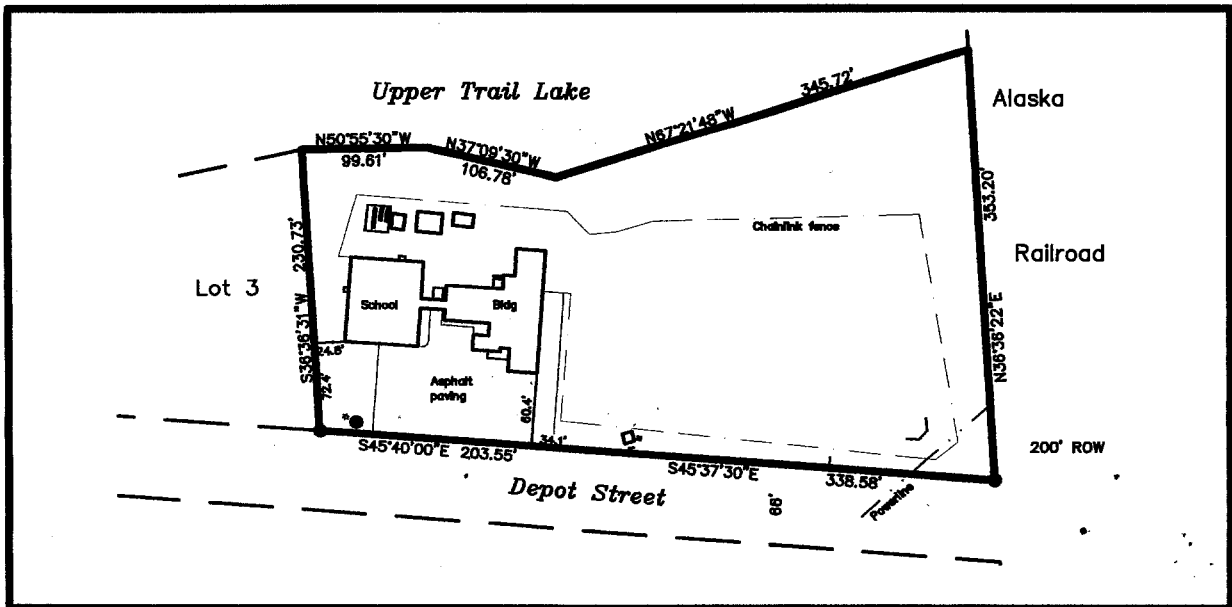 Upper Trail Lake
345.72'
N67°21'48"W
Alaska
N50°55'30"W
99.61'
N37°09'30"W
106.78'
353.20'
230.73'
Chainlink fence
Railroad
Lot 3
School
Bldg
N36°36'22"E
S36°36'31"W
24.8'
72.4'
Asphalt
paving
60.4'
34.1'
S45°40'00"E
203.55'
S45°37'30"E
338.58'
200' ROW
Depot Street
66'
Powerline